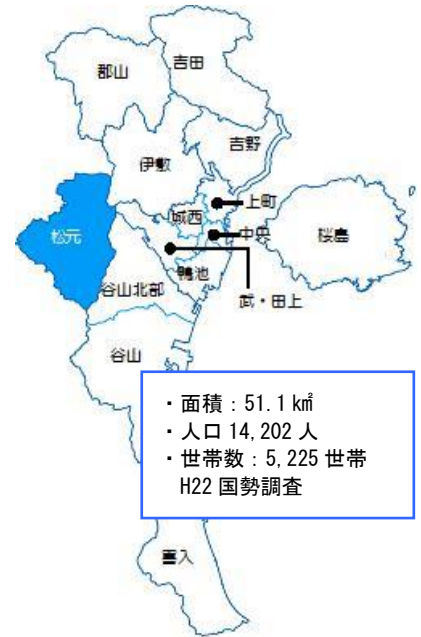 吉田
郡山
吉野
伊敷
上町
城西
松元
中央
桜島
鴨池
谷山北部
武・田上
谷山
・面積：51.1 k㎡
・人口 14,202 人
・世帯数：5,225 世帯
H22 国勢調査
喜入